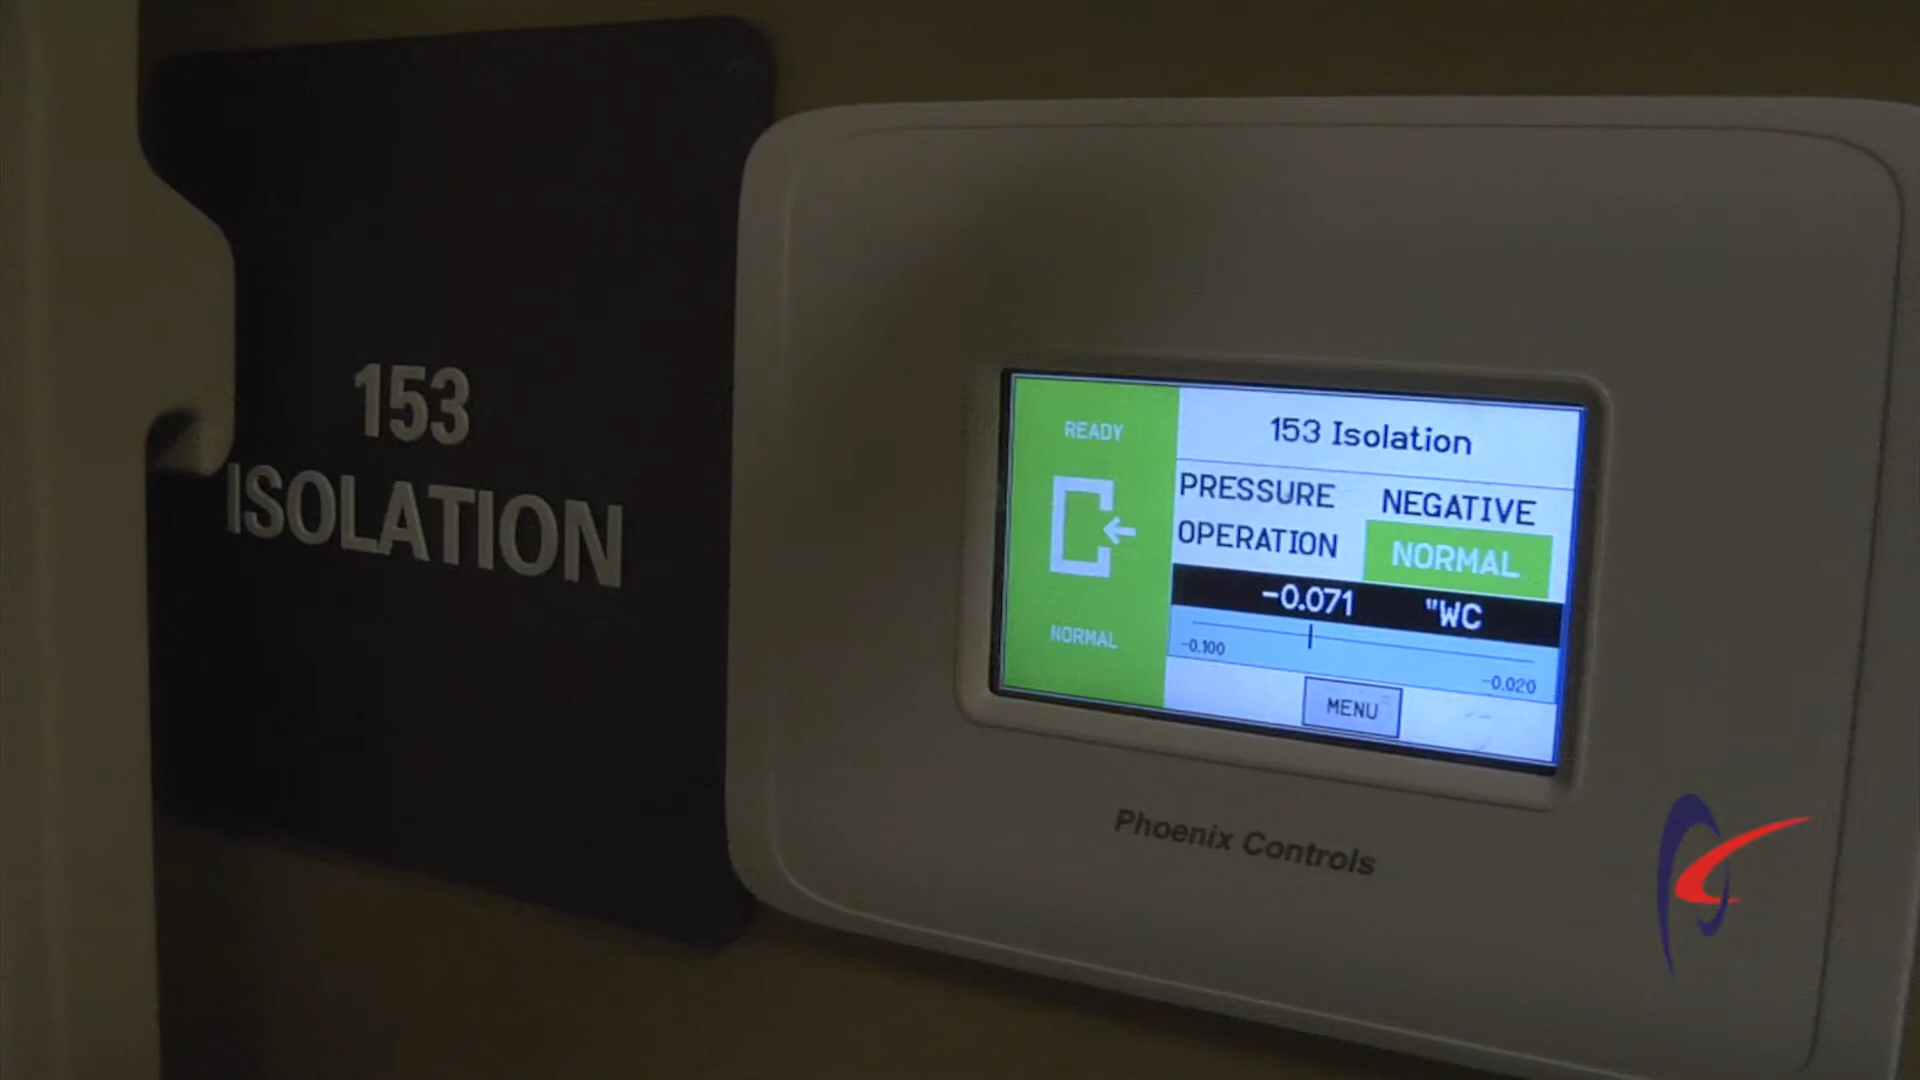 153
ISOLATION
READY
NORMAL
153 Isolation
PRESSURE NEGATIVE
OPERATION NORMAL
-0.071 "WC
-0.100 -0.020
MENU
Phoenix Controls